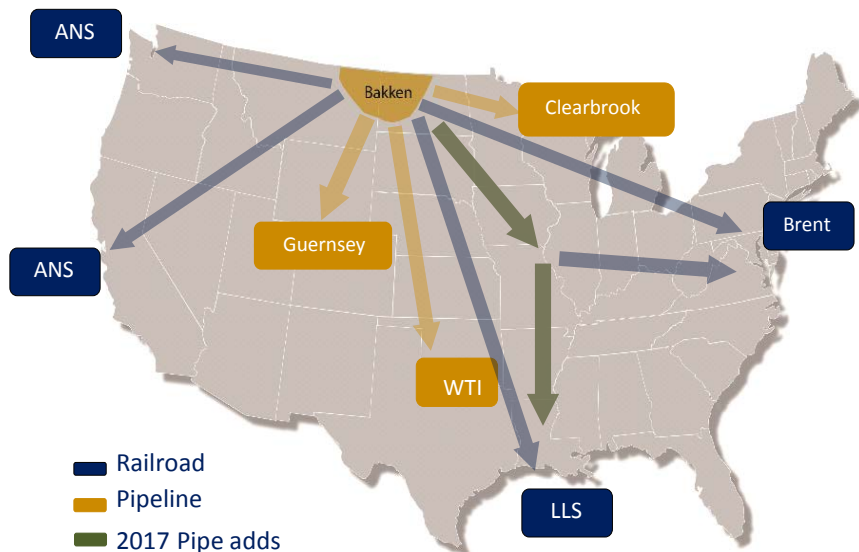 ANS
Bakken
Clearbrook
Guernsey
Brent
ANS
WTI
Railroad
Pipeline
LLS
2017 Pipe adds